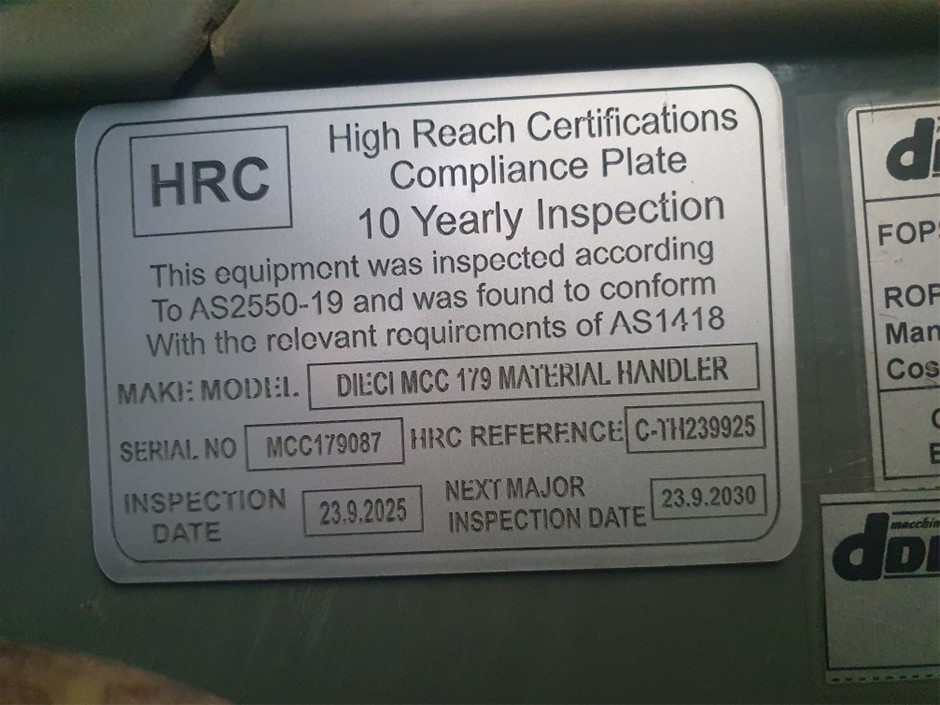 HRC
High Reach Certifications
Compliance Plate
10 Yearly Inspection
This equipment was inspected according
To AS2550-19 and was found to conform
With the relevant requirements of AS1418
MAKE MODEL DIECI MCC 179 MATERIAL HANDLER
SERIAL NO MCC179087 HRC REFERENCE C-TH239925
INSPECTION DATE 23.9.2025
NEXT MAJOR INSPECTION DATE 23.9.2030
FOPS
ROP
Man
Cos
macchin